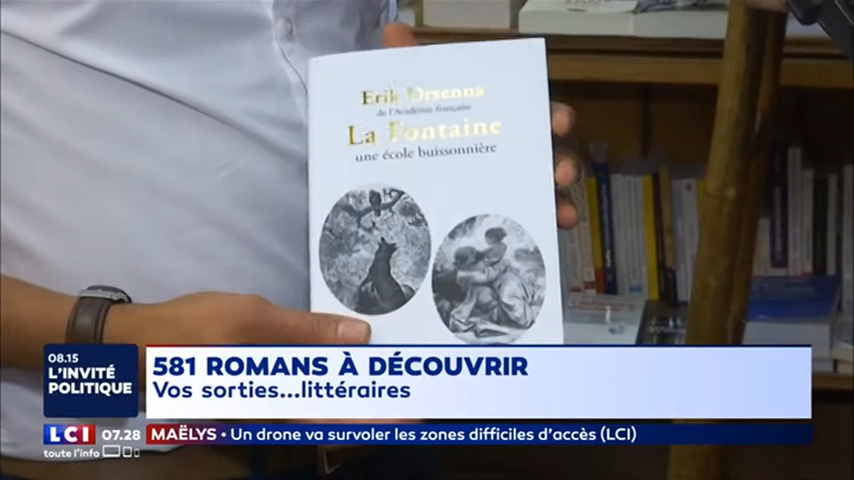 Erik Orsenna
de l'Académie française
La Fontaine
une école buissonnière
08.15
L'INVITÉ
POLITIQUE
581 ROMANS À DÉCOUVRIR
Vos sorties...littéraires
LCI 07.28 MAËLYS • Un drone va survoler les zones difficiles d'accès (LCI)
toute l'info